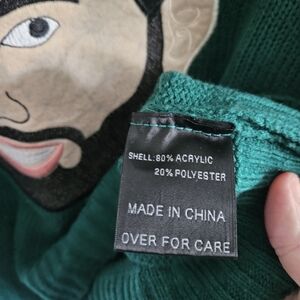 SHELL: 80% ACRYLIC
20% POLYESTER
MADE IN CHINA
OVER FOR CARE